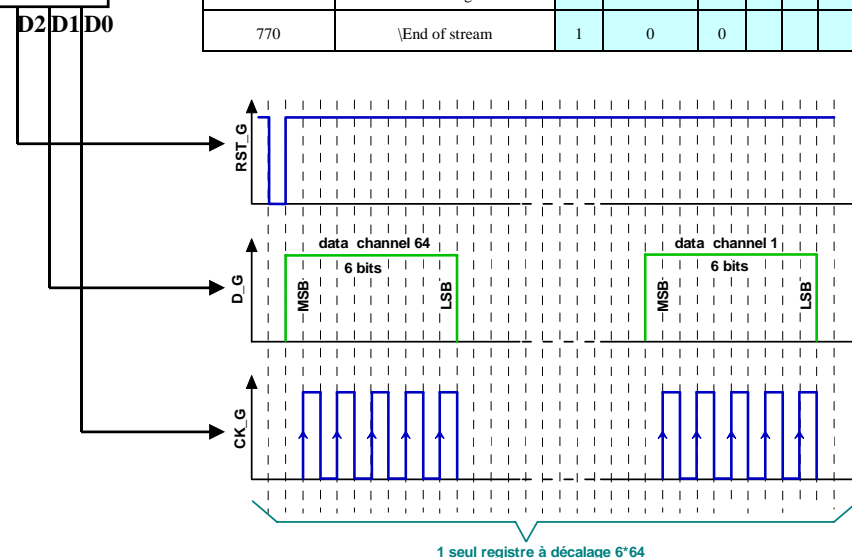 D2 D1 D0
770 \End of stream 1 0 0
RST_G
data channel 64
6 bits
MSB
LSB
data channel 1
6 bits
MSB
LSB
D_G
CK_G
1 seul registre à décalage 6*64